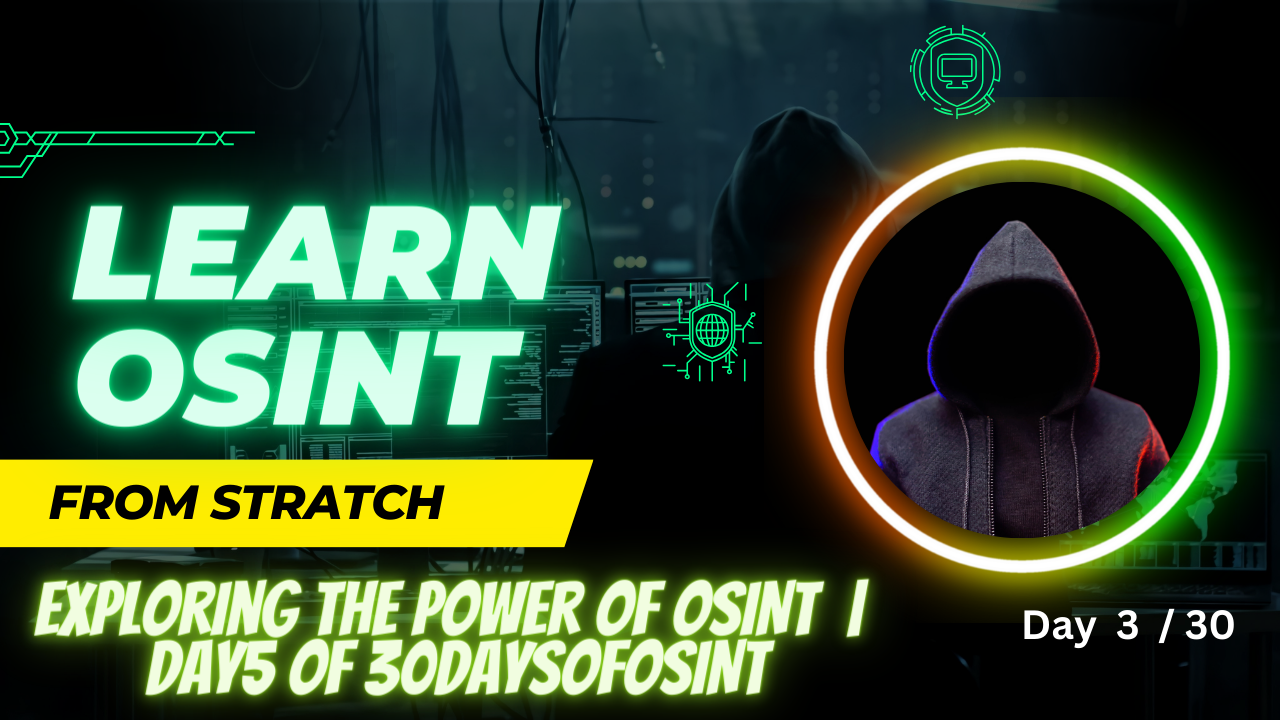 LEARN
OSINT
FROM STRATCH
EXPLORING THE POWER OF OSINT |
DAY5 OF 30DAYSOFOSINT
Day 3 / 30